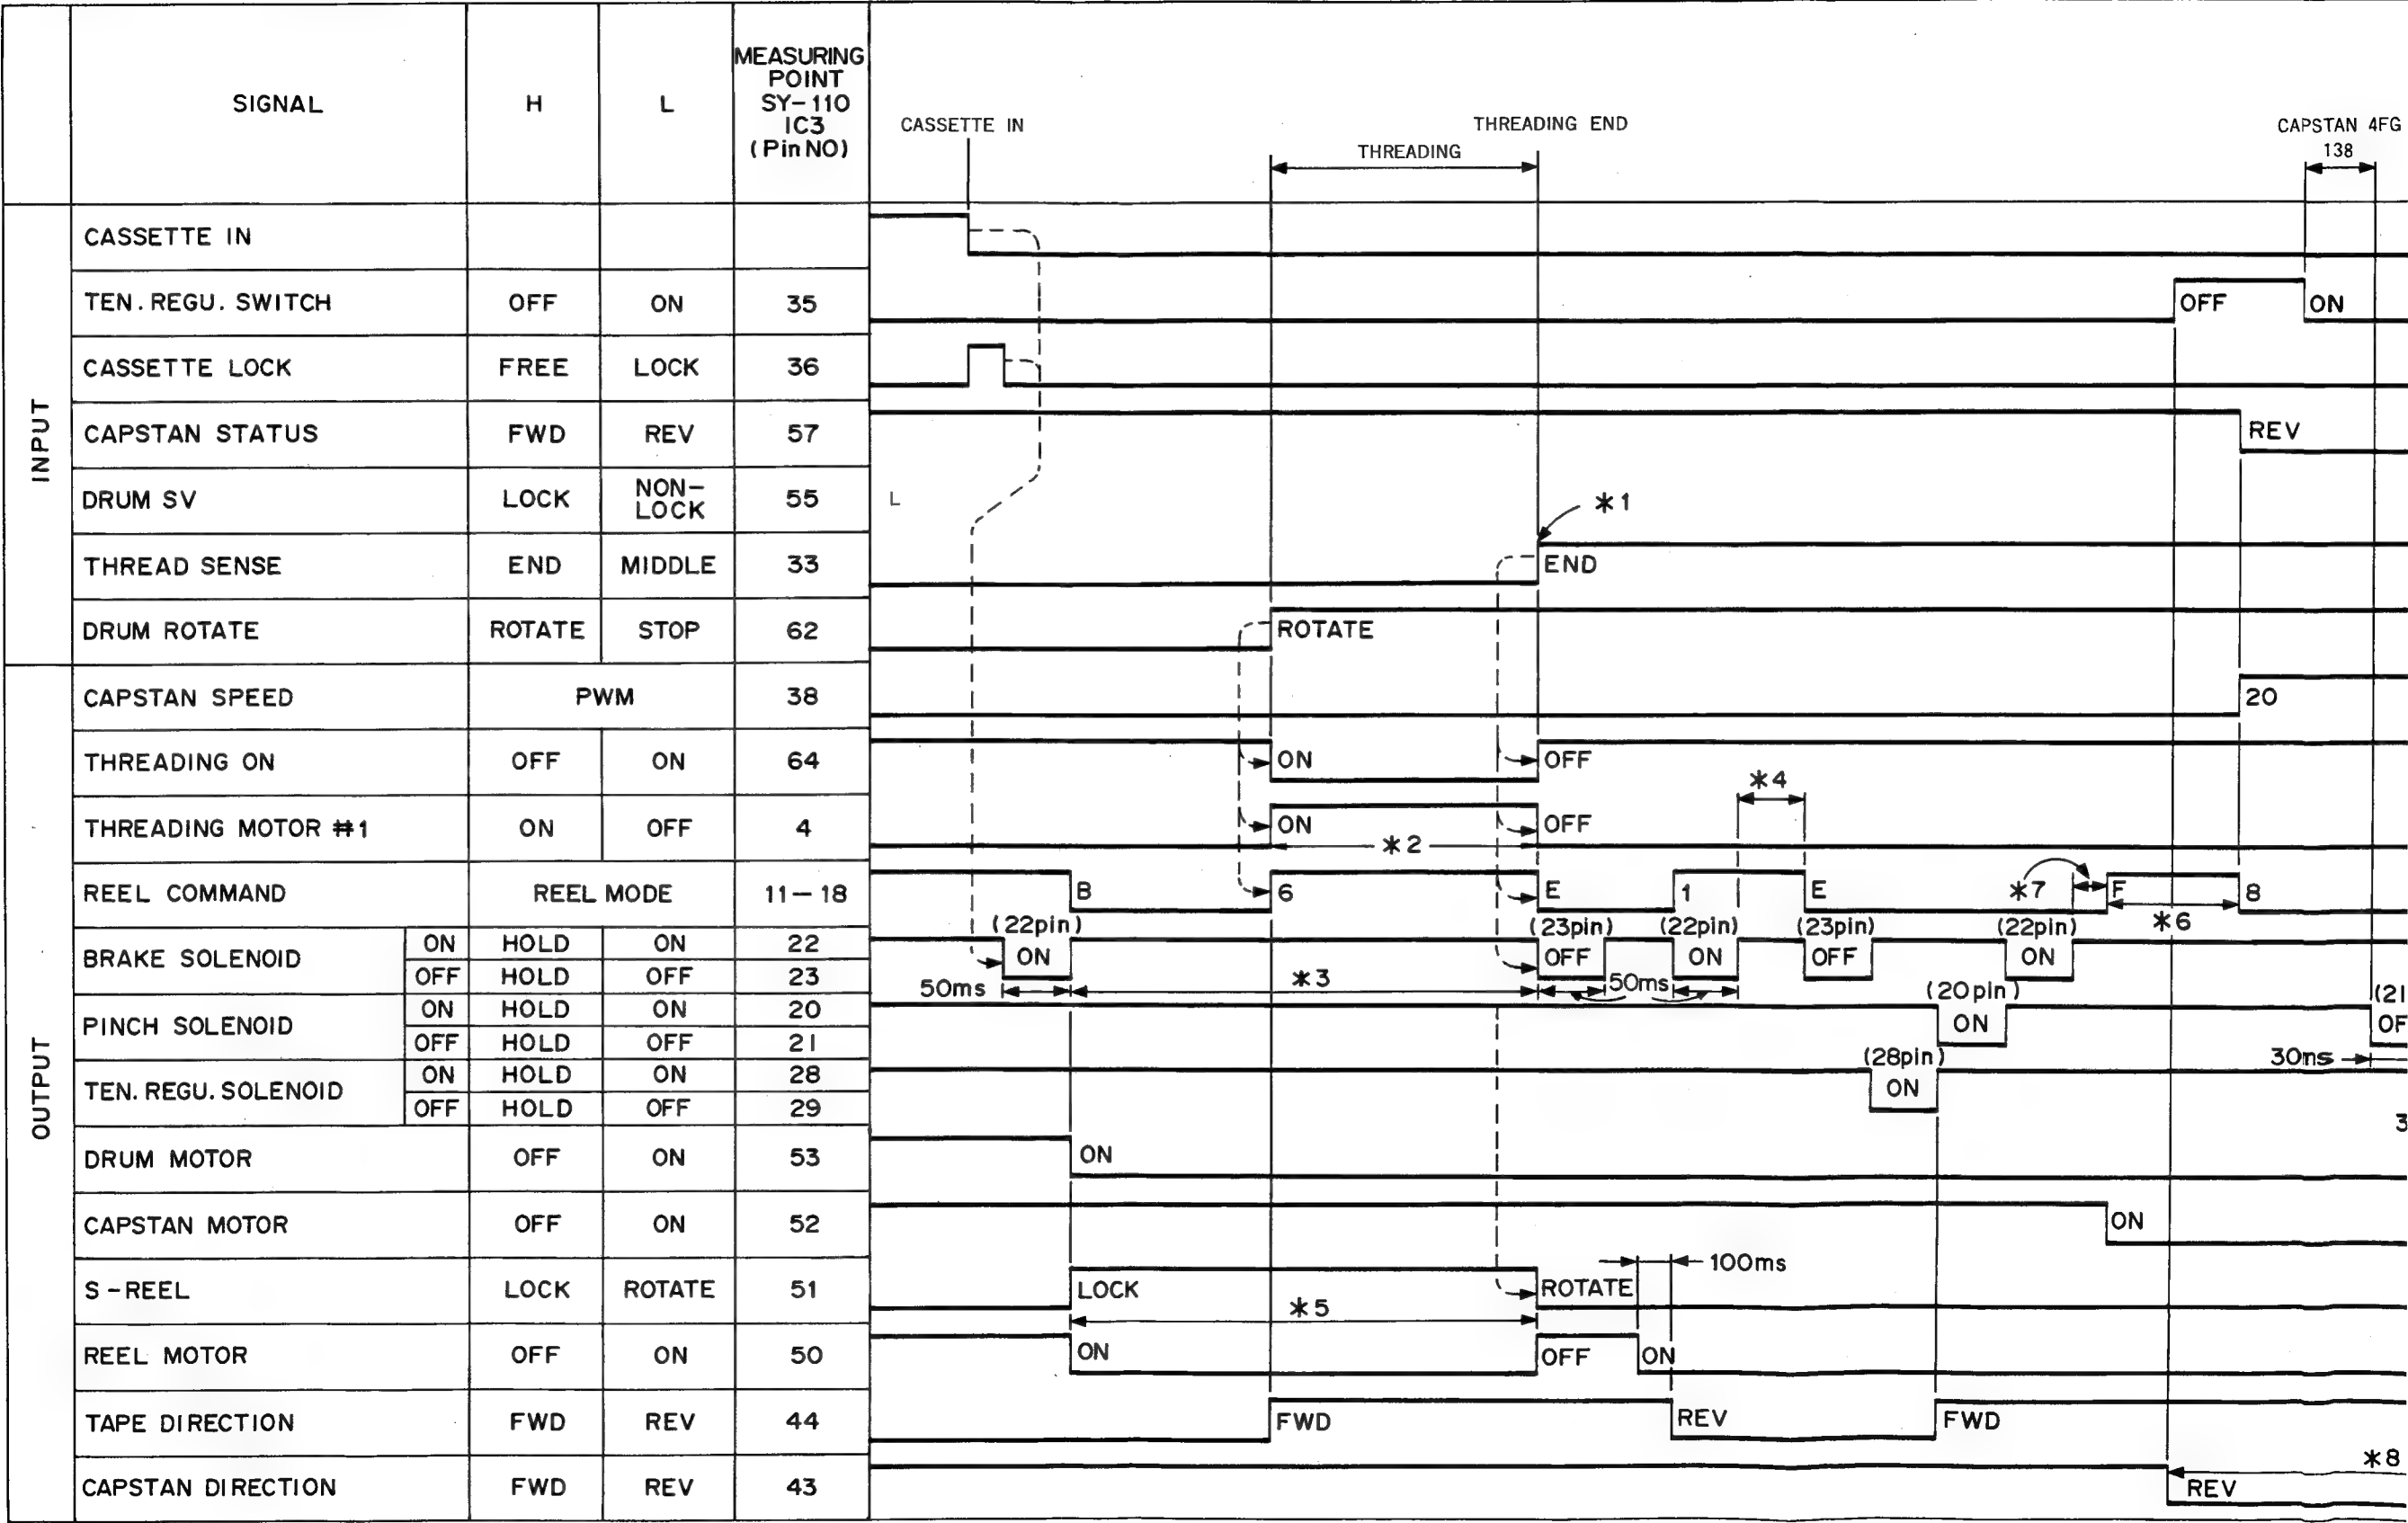 SIGNAL
H
L
MEASURING
POINT
SY-110
IC3
(Pin NO)
CASSETTE IN
THREADING
THREADING END
CAPSTAN 4FG
138
INPUT
CASSETTE IN
TEN. REGU. SWITCH OFF ON 35 OFF ON
CASSETTE LOCK FREE LOCK 36
CAPSTAN STATUS FWD REV 57 REV
DRUM SV LOCK NON-
LOCK 55 L *1
THREAD SENSE END MIDDLE 33 END
DRUM ROTATE ROTATE STOP 62 ROTATE
OUTPUT
CAPSTAN SPEED PWM 38 20
THREADING ON OFF ON 64 ON OFF *4
THREADING MOTOR #1 ON OFF 4 ON *2 OFF
REEL COMMAND REEL MODE 11-18 B 6 E 1 E *7 F *6 8
BRAKE SOLENOID
ON HOLD ON 22
OFF HOLD OFF 23
(22pin) (23pin) (22pin) (23pin) (22pin)
ON OFF ON OFF ON
50ms *3 50ms
PINCH SOLENOID
ON HOLD ON 20
OFF HOLD OFF 21
(20pin) (21
ON OF
30ms
TEN. REGU. SOLENOID
ON HOLD ON 28
OFF HOLD OFF 29
(28pin)
ON
3
DRUM MOTOR OFF ON 53 ON
CAPSTAN MOTOR OFF ON 52 ON
S-REEL LOCK ROTATE 51 LOCK *5 ROTATE 100ms
REEL MOTOR OFF ON 50 ON OFF ON
TAPE DIRECTION FWD REV 44 FWD REV FWD
CAPSTAN DIRECTION FWD REV 43 REV *8